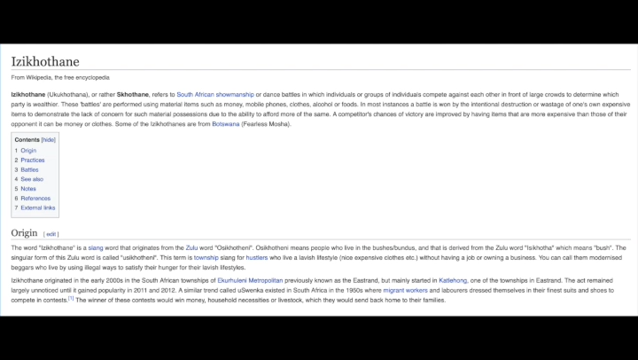 Izikhothane
From Wikipedia, the free encyclopedia
Izikhothane (Ukukhothana), or rather Skhothane, refers to South African showmanship or dance battles in which individuals or groups of individuals compete against each other in front of large crowds to determine which
party is wealthier. These 'battles' are performed using material items such as money, mobile phones, clothes, alcohol or foods. In most instances a battle is won by the intentional destruction or wastage of one's own expensive
items to demonstrate the lack of concern for such material possessions due to the ability to afford more of the same. A competitor's chances of victory are improved by having items that are more expensive than those of their
opponent it can be money or clothes. Some of the Izikhothanes are from Botswana (Fearless Mosha).
Contents [hide]
1 Origin
2 Practices
3 Battles
4 See also
5 Notes
6 References
7 External links
Origin [ edit ]
The word "Izikhothane" is a slang word that originates from the Zulu word "Osikhotheni". Osikhotheni means people who live in the bushes/bundus, and that is derived from the Zulu word "Isikhotha" which means "bush". The
singular form of this Zulu word is called "usikhotheni". This term is township slang for hustlers who live a lavish lifestyle (nice expensive clothes etc.) without having a job or owning a business. You can call them modernised
beggars who live by using illegal ways to satisfy their hunger for their lavish lifestyles.
Izikhothane originated in the early 2000s in the South African townships of Ekurhuleni Metropolitan previously known as the Eastrand, but mainly started in Katlehong, one of the townships in Eastrand. The act remained
largely unnoticed until it gained popularity in 2011 and 2012. A similar trend called uSwenka existed in South Africa in the 1950s where migrant workers and labourers dressed themselves in their finest suits and shoes to
compete in contests.[1] The winner of these contests would win money, household necessities or livestock, which they would send back home to their families.